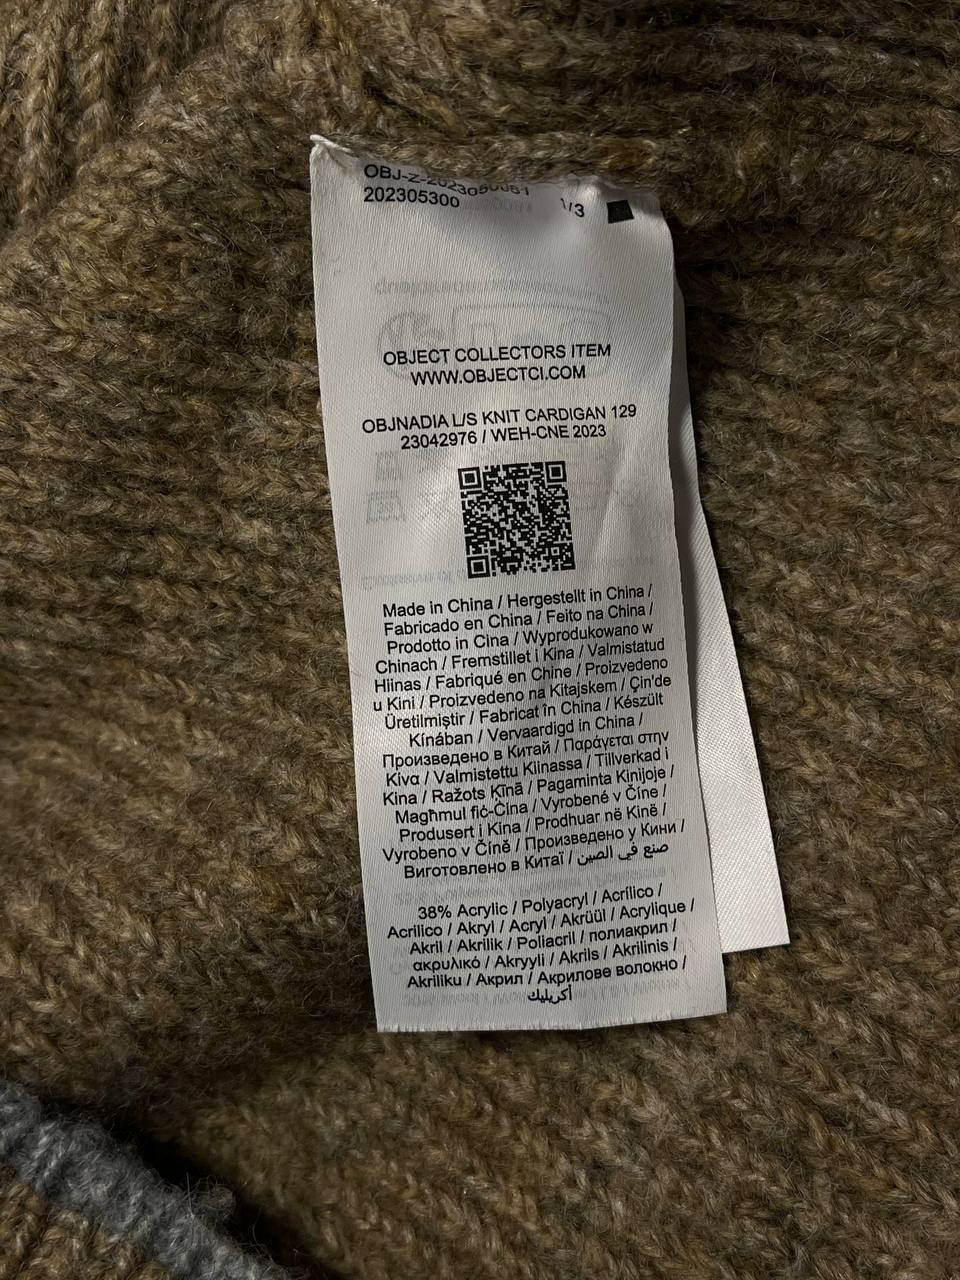 OBJ-Z-2023050081
202305300
1/3
OBJECT COLLECTORS ITEM
WWW.OBJECTCI.COM
OBJNADIA L/S KNIT CARDIGAN 129
23042976 / WEH-CNE 2023
Made in China / Hergestellt in China /
Fabricado en China / Feito na China /
Prodotto in Cina / Wyprodukowano w
Chinach / Fremstillet i Kina / Valmistatud
Hiinas / Fabriqué en Chine / Proizvedeno
u Kini / Proizvedeno na Kitajskem / Çin'de
Üretilmiştir / Fabricat în China / Készült
Kínában / Vervaardigd in China /
Произведено в Китай / Παράγεται στην
Κίνα / Valmistettu Kiinassa / Tillverkad i
Kina / Ražots Ķīnā / Pagaminta Kinijoje /
Magħmul fiċ-Ċina / Vyrobené v Číne /
Produsert i Kina / Prodhuar në Kinë /
Vyrobeno v Číně / Произведено у Кини /
Виготовлено в Китаї / صنع في الصين
38% Acrylic / Polyacryl / Acrílico /
Acrilico / Akryl / Acryl / Akrüül / Acrylique /
Akril / Akrilik / Poliacril / полиакрил /
ακρυλικό / Akryyli / Akrils / Akrilinis /
Akriliku / Акрил / Акрилове волокно /
أكريليك